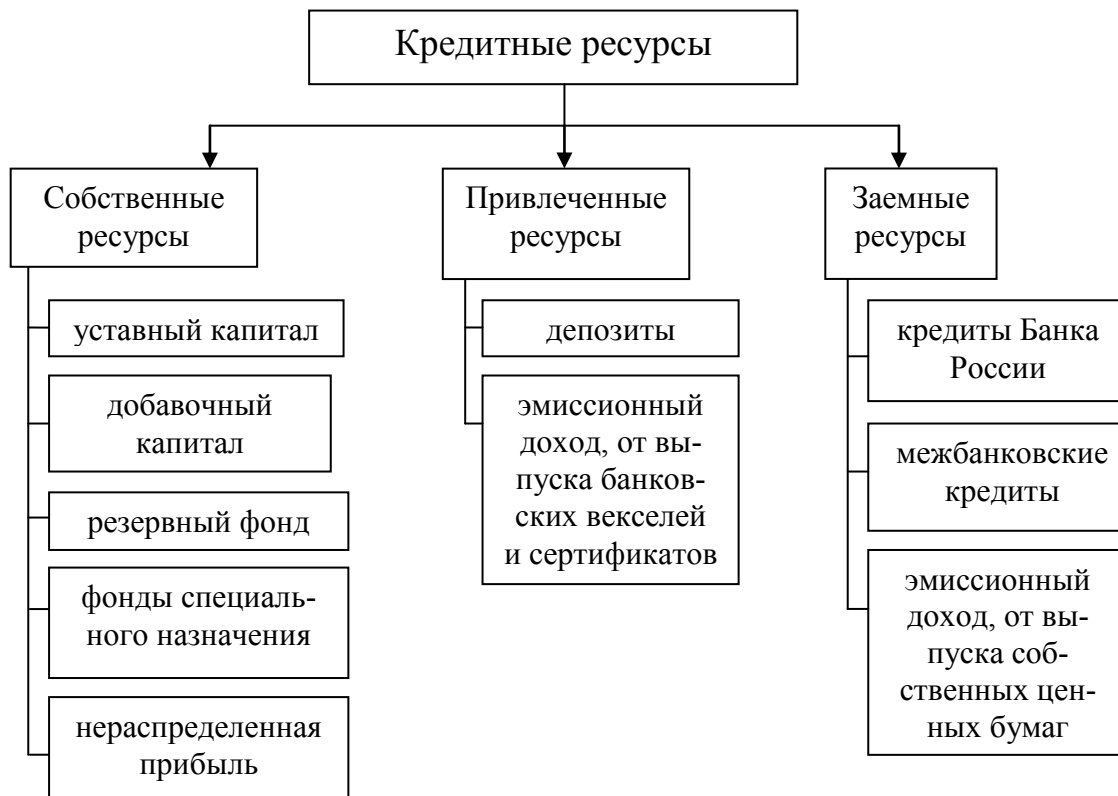 Кредитные ресурсы
Собственные
ресурсы
уставный капитал
добавочный
капитал
резервный фонд
фонды специаль-
ного назначения
нераспределенная
прибыль
Привлеченные
ресурсы
депозиты
эмиссионный
доход, от вы-
пуска банков-
ских векселей
и сертификатов
Заемные
ресурсы
кредиты Банка
России
межбанковские
кредиты
эмиссионный
доход, от вы-
пуска соб-
ственных цен-
ных бумаг